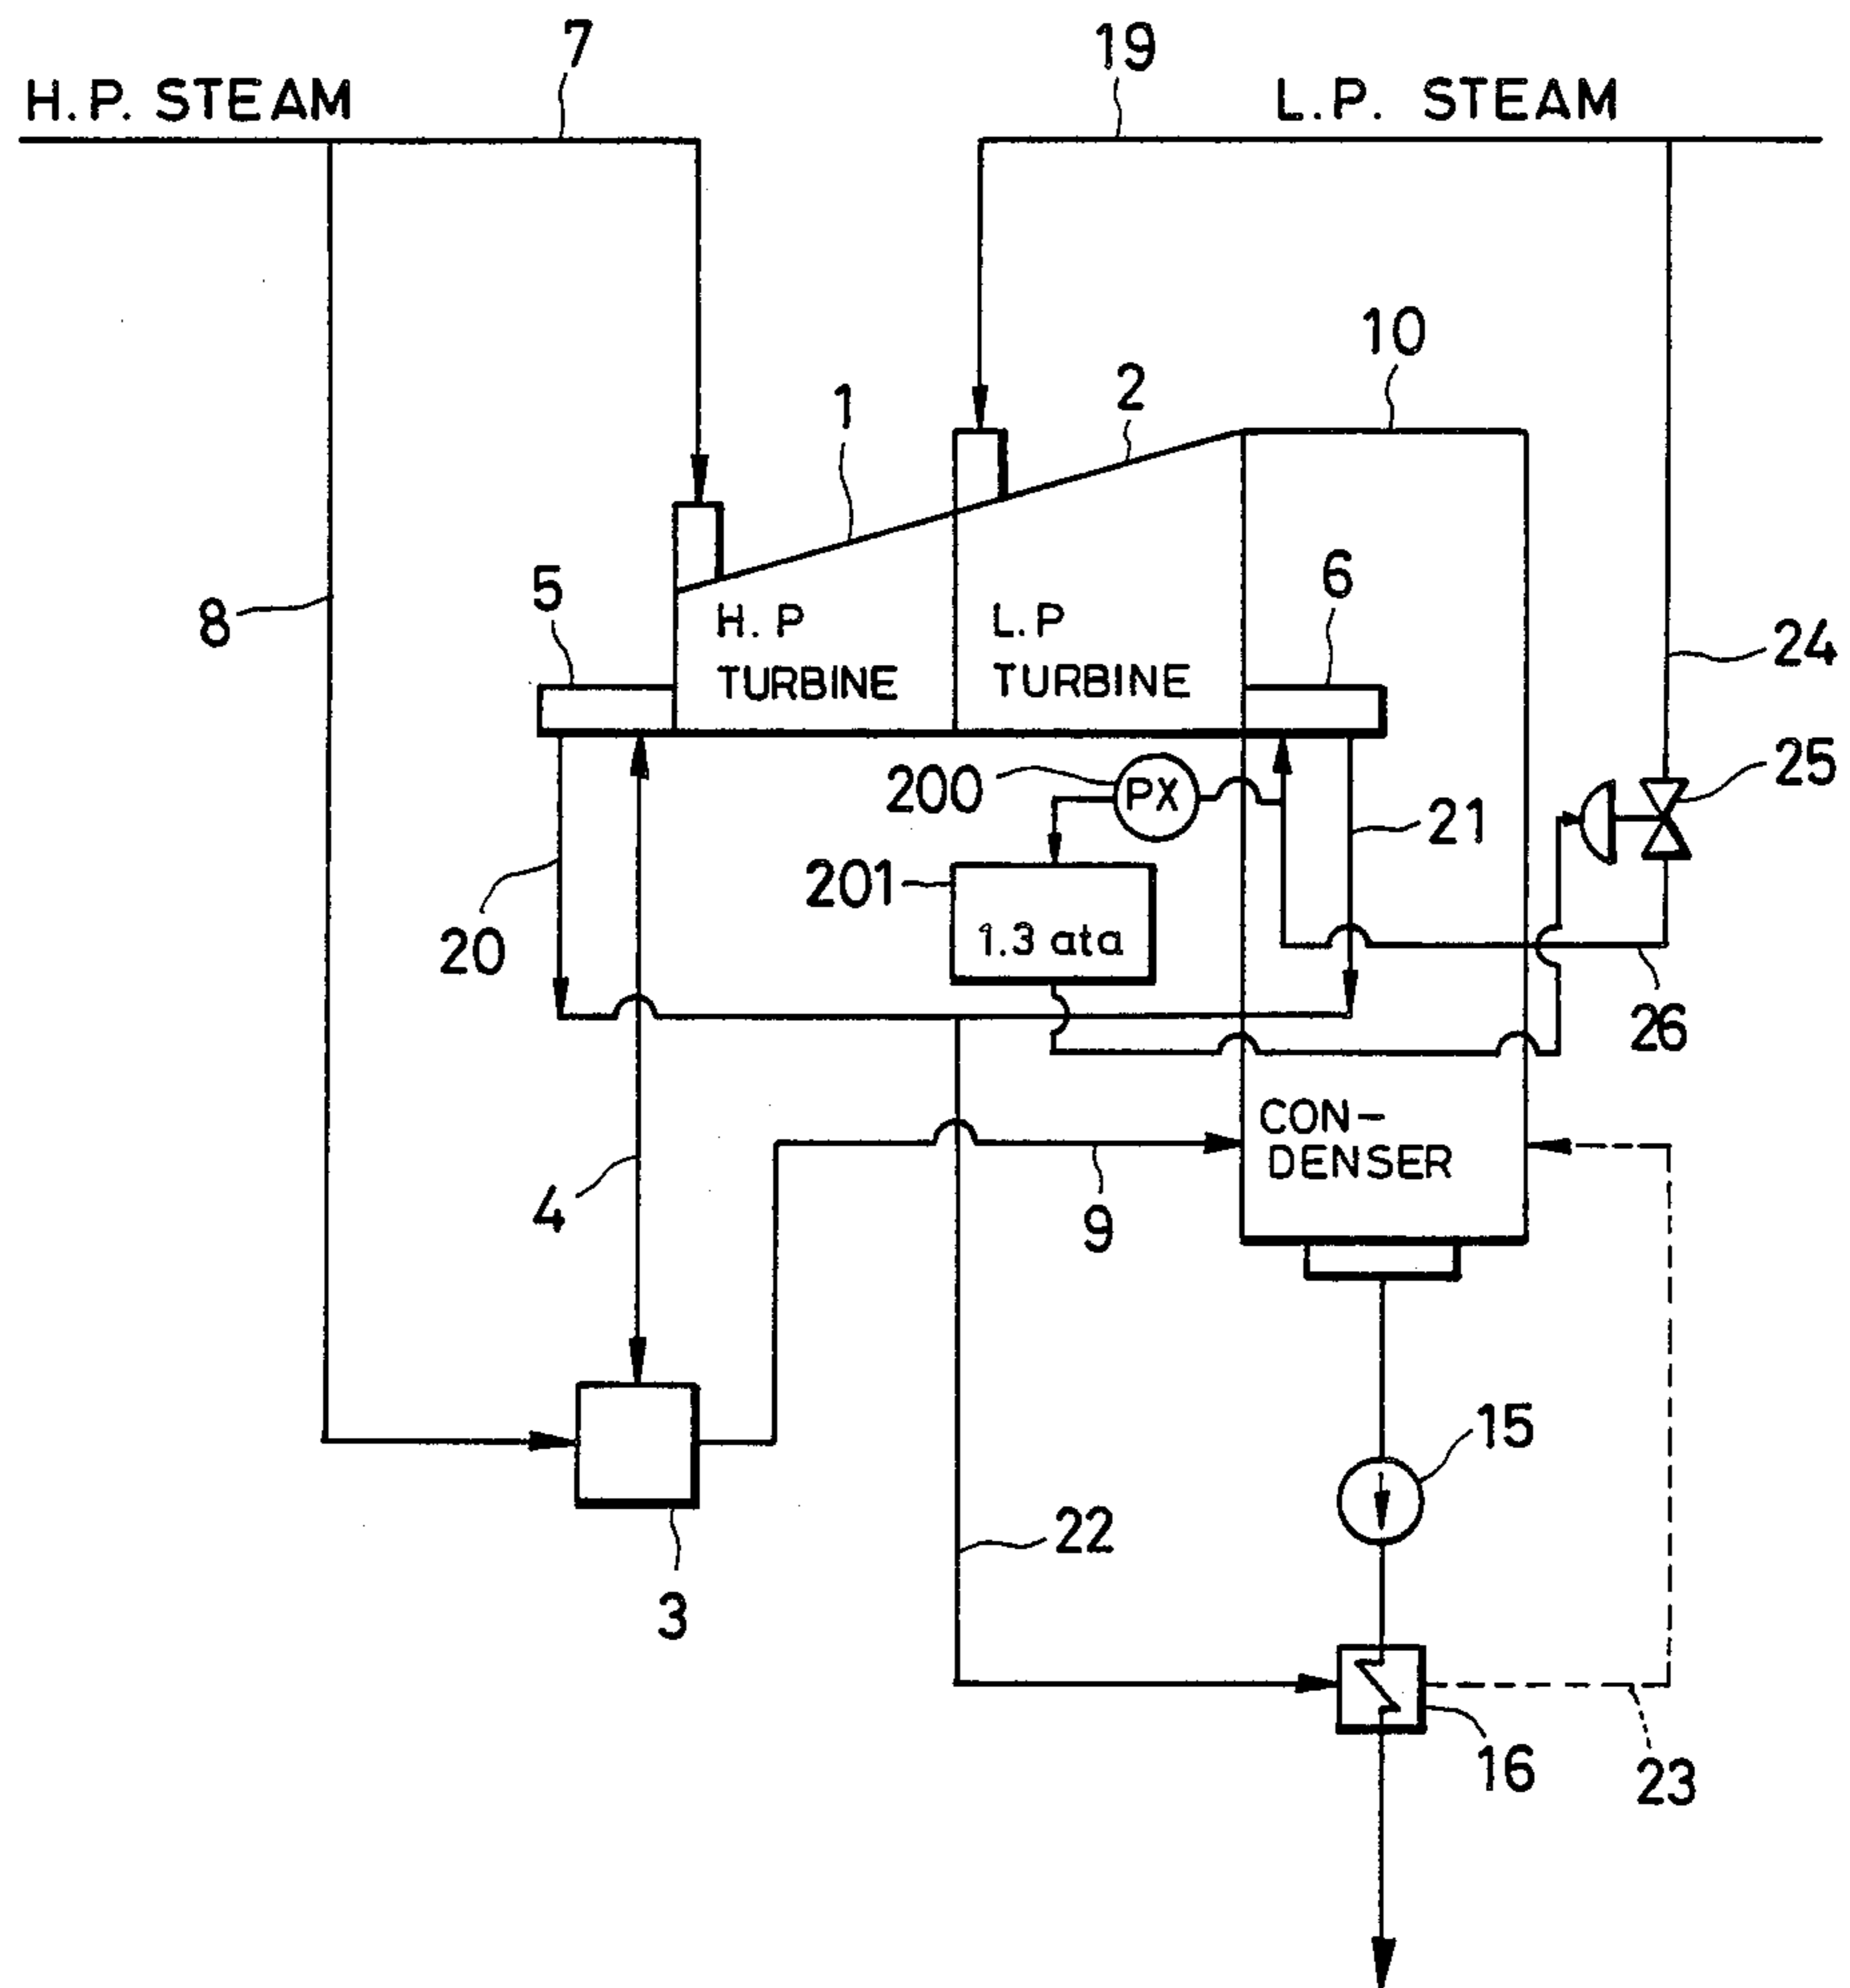 7
19
H.P. STEAM
L.P. STEAM
10
2
1
5
6
8
H.P
TURBINE
L.P
TURBINE
24
200
PX
25
21
201
1.3 ata
20
26
CON-
DENSER
4
9
15
22
3
16
23